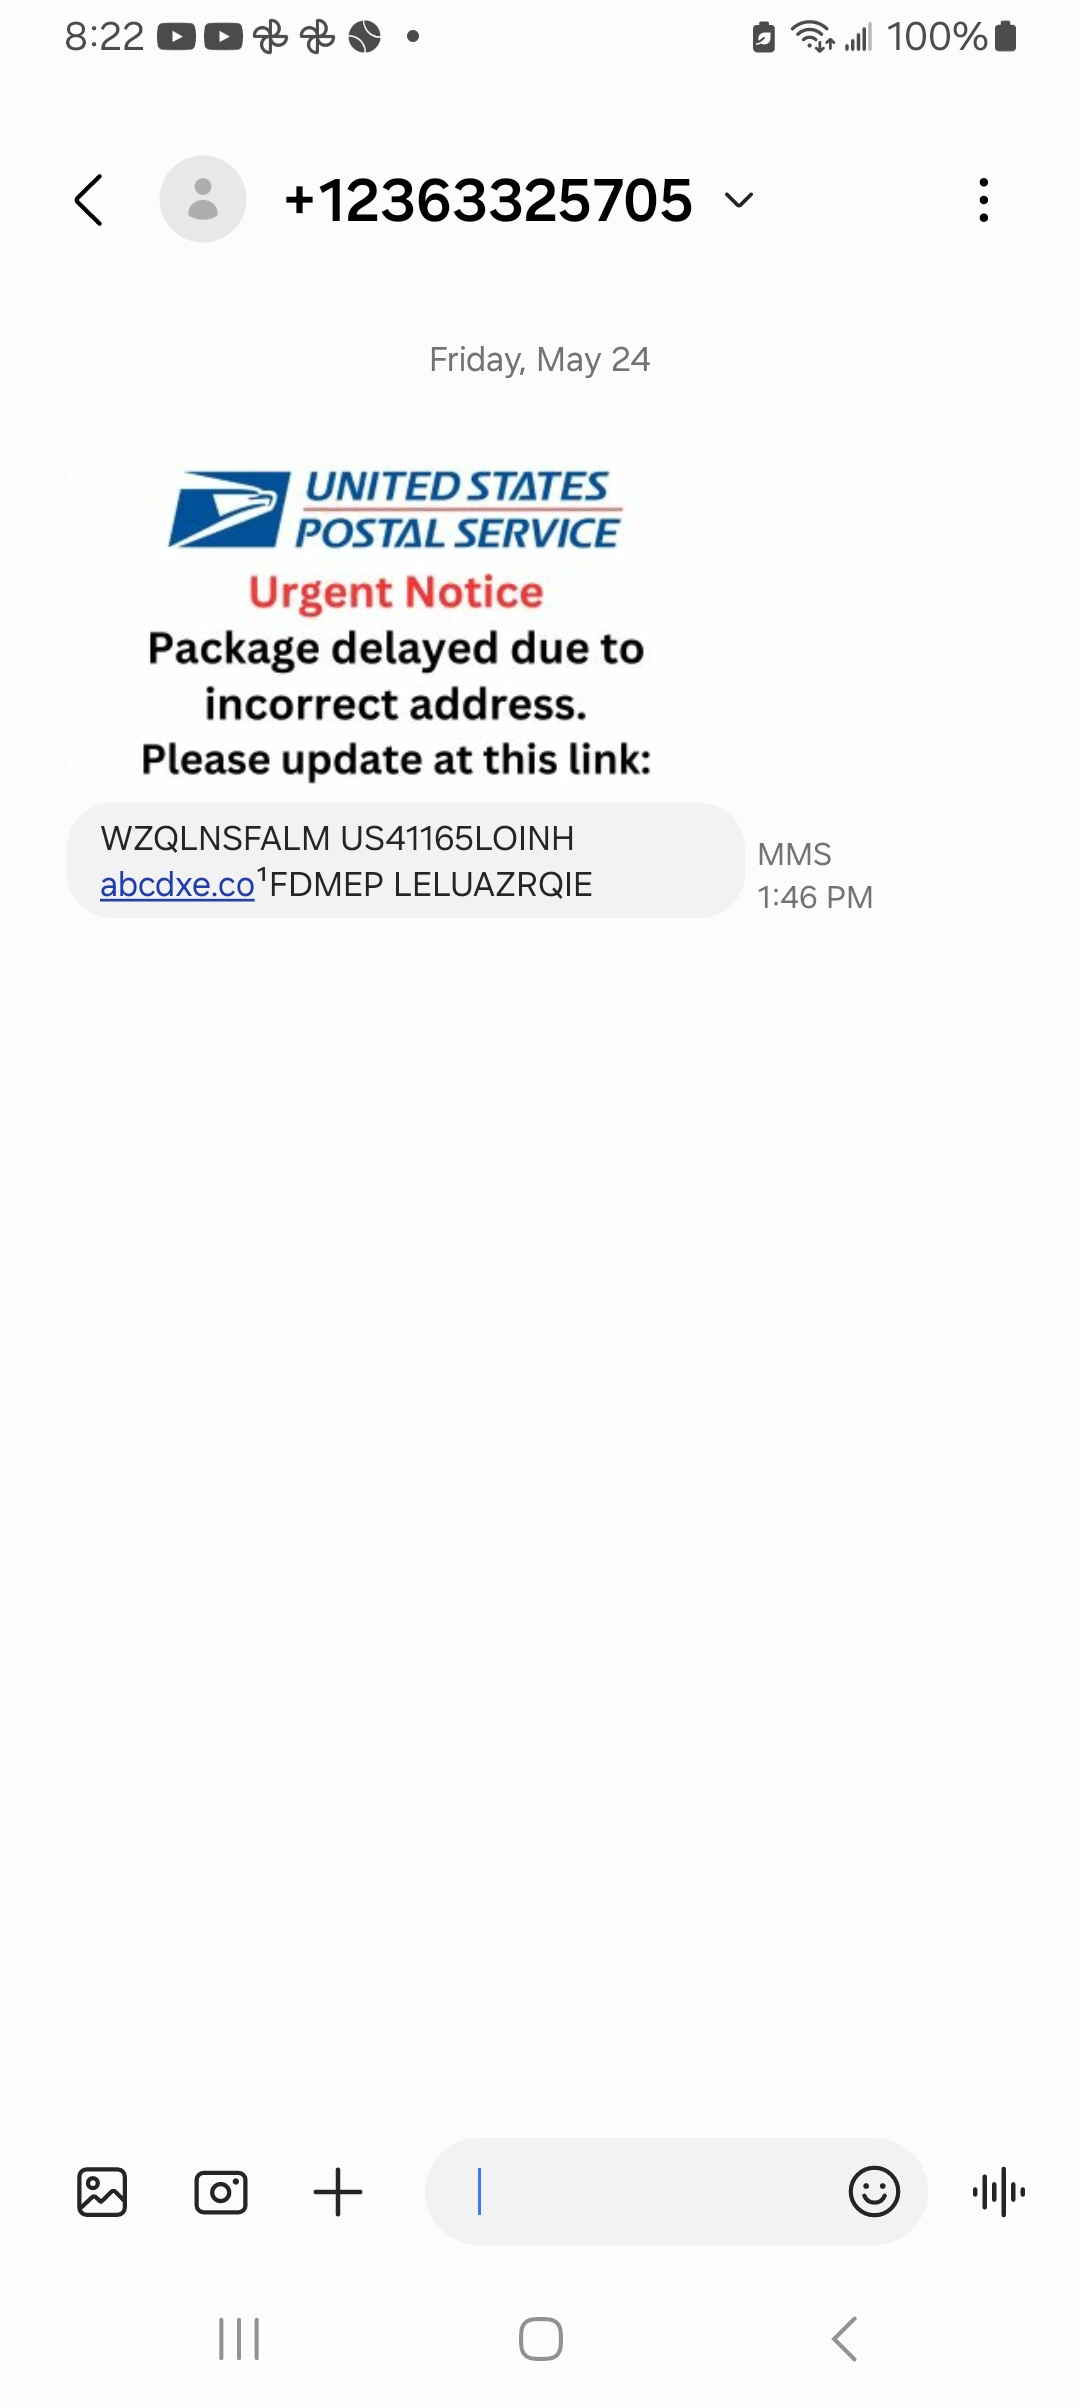 8:22 100%
+12363325705
Friday, May 24
UNITED STATES
POSTAL SERVICE
Urgent Notice
Package delayed due to
incorrect address.
Please update at this link:
WZQLNSFALM US41165LOINH
abcdxe.co¹FDMEP LELUAZRQIE
MMS
1:46 PM